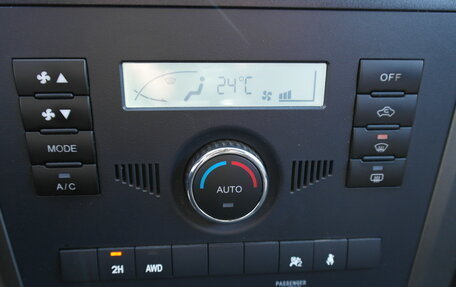 24°C
OFF
MODE
A/C
AUTO
2H
AWD
PASSENGER